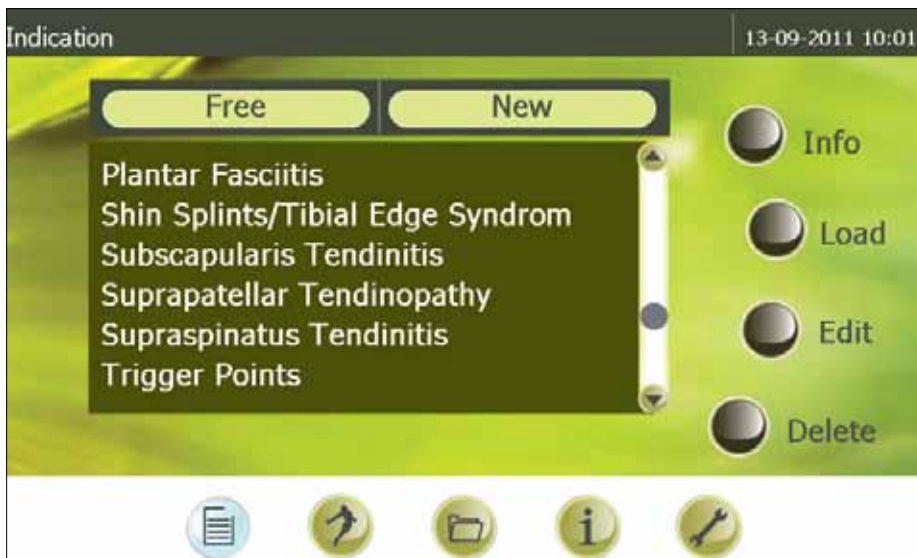 Indication
13-09-2011 10:01
Free
New
Plantar Fasciitis
Shin Splints/Tibial Edge Syndrom
Subscapularis Tendinitis
Suprapatellar Tendinopathy
Supraspinatus Tendinitis
Trigger Points
Info
Load
Edit
Delete